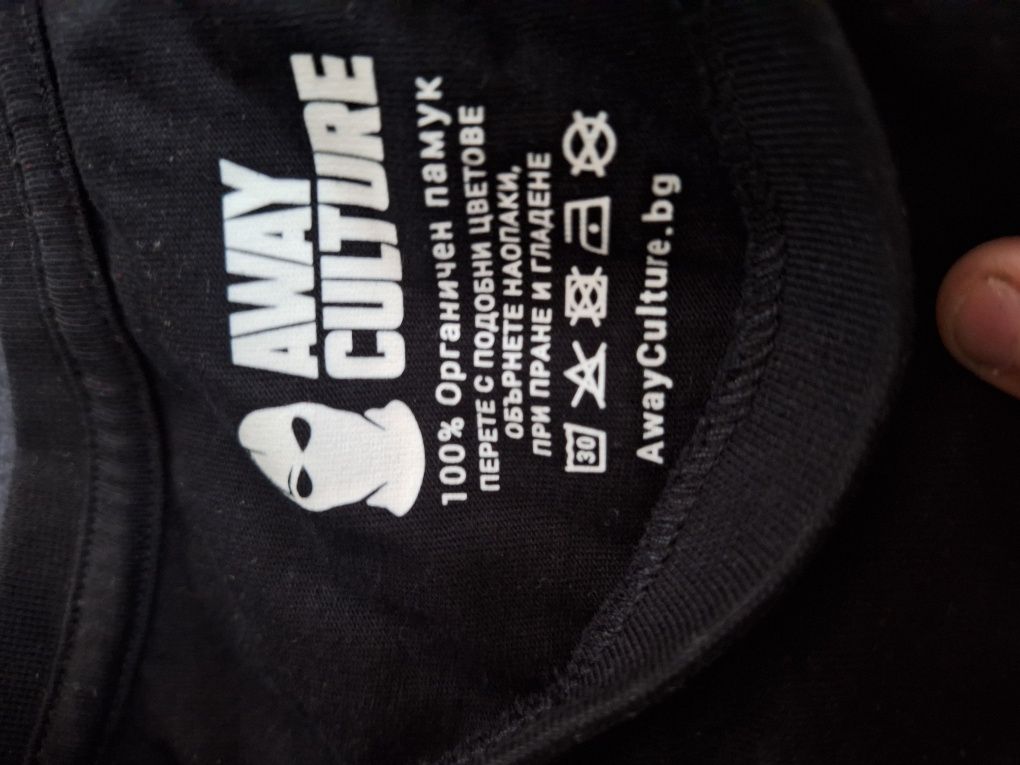 AWAY
CULTURE
100% Органичен памук
ПЕРЕТЕ С ПОДОБНИ ЦВЕТОВЕ
ОБЪРНЕТЕ НАОПАКИ,
ПРИ ПРАНЕ И ГЛАДЕНЕ
30
AwayCulture.bg